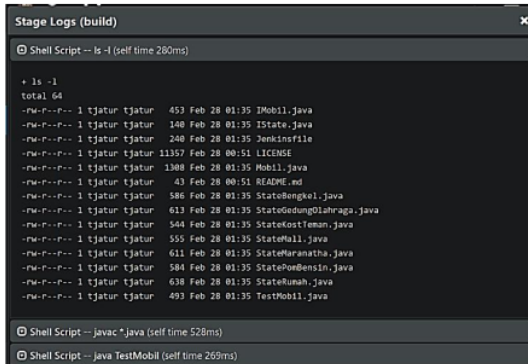 Stage Logs (build)
Shell Script -- ls -l (self time 280ms)
+ ls -l
total 64
-rw-r--r-- 1 tjatur tjatur 453 Feb 28 01:35 IMobil.java
-rw-r--r-- 1 tjatur tjatur 140 Feb 28 01:35 IState.java
-rw-r--r-- 1 tjatur tjatur 240 Feb 28 01:35 Jenkinsfile
-rw-r--r-- 1 tjatur tjatur 11357 Feb 28 00:51 LICENSE
-rw-r--r-- 1 tjatur tjatur 1308 Feb 28 01:35 Mobil.java
-rw-r--r-- 1 tjatur tjatur 43 Feb 28 00:51 README.md
-rw-r--r-- 1 tjatur tjatur 586 Feb 28 01:35 StateBengkel.java
-rw-r--r-- 1 tjatur tjatur 613 Feb 28 01:35 StateGedungOlahraga.java
-rw-r--r-- 1 tjatur tjatur 544 Feb 28 01:35 StateKostTeman.java
-rw-r--r-- 1 tjatur tjatur 555 Feb 28 01:35 StateMall.java
-rw-r--r-- 1 tjatur tjatur 611 Feb 28 01:35 StateMaranatha.java
-rw-r--r-- 1 tjatur tjatur 584 Feb 28 01:35 StatePomBensin.java
-rw-r--r-- 1 tjatur tjatur 638 Feb 28 01:35 StateRumah.java
-rw-r--r-- 1 tjatur tjatur 493 Feb 28 01:35 TestMobil.java
Shell Script -- javac *.java (self time 528ms)
Shell Script -- java TestMobil (self time 269ms)